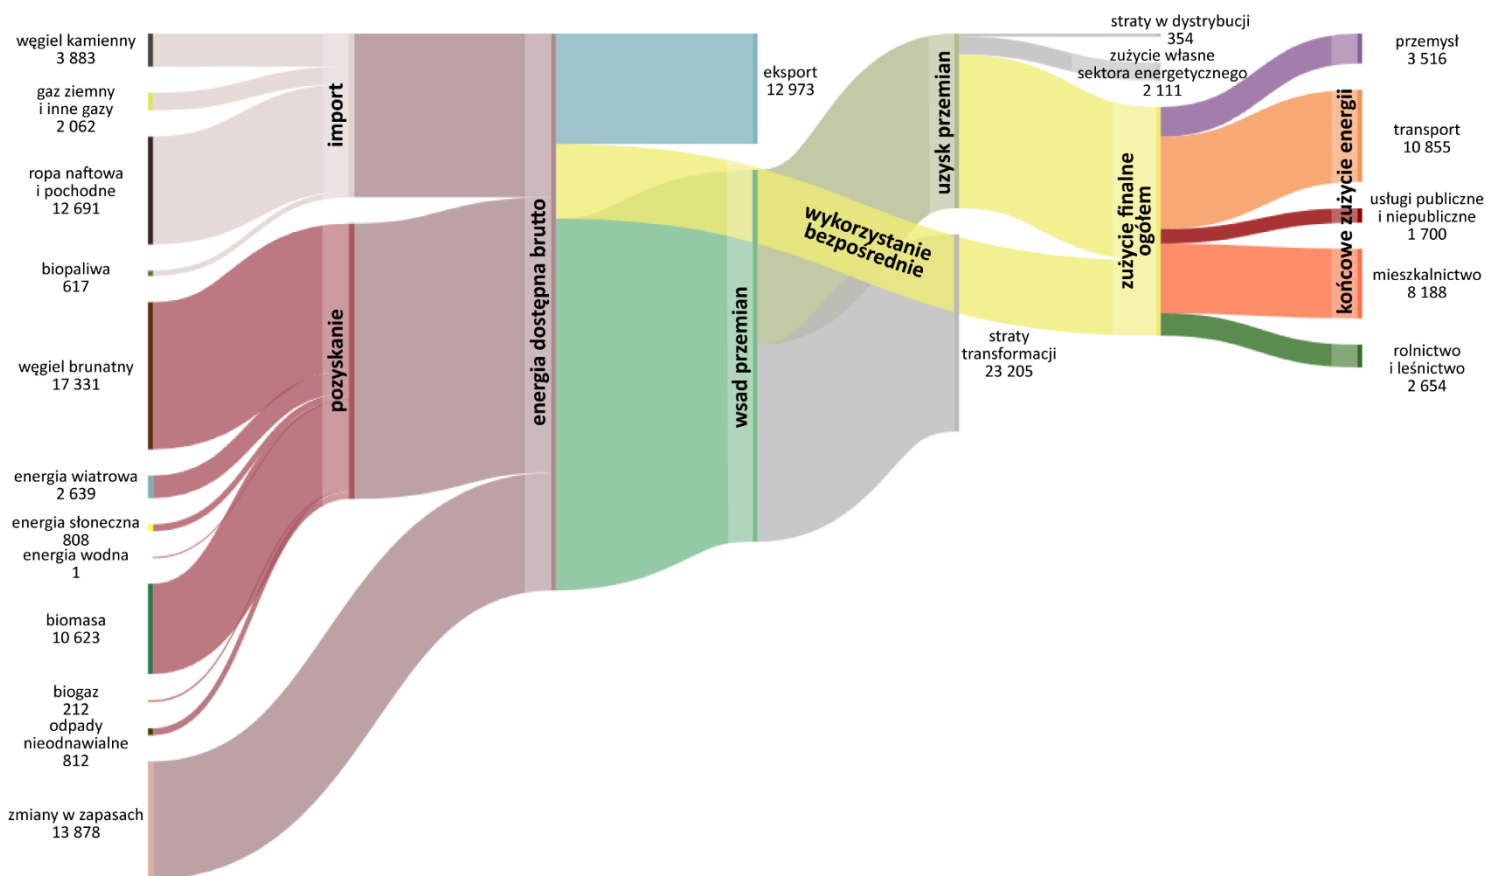 węgiel kamienny
3 883
gaz ziemny
i inne gazy
2 062
ropa naftowa
i pochodne
12 691
biopaliwa
617
węgiel brunatny
17 331
energia wiatrowa
2 639
energia słoneczna
808
energia wodna
1
biomasa
10 623
biogaz
212
odpady
nieodnawialne
812
zmiany w zapasach
13 878
import
pozyskanie
energia dostępna brutto
eksport
12 973
wsad przemian
wykorzystanie
bezpośrednie
uzysk przemian
straty
transformacji
23 205
straty w dystrybucji
354
zużycie własne
sektora energetycznego
2 111
zużycie finalne
ogółem
końcowe zużycie energii
przemysł
3 516
transport
10 855
usługi publiczne
i niepubliczne
1 700
mieszkalnictwo
8 188
rolnictwo
i leśnictwo
2 654